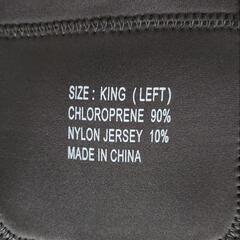 SIZE : KING (LEFT)
CHLOROPRENE 90%
NYLON JERSEY 10%
MADE IN CHINA